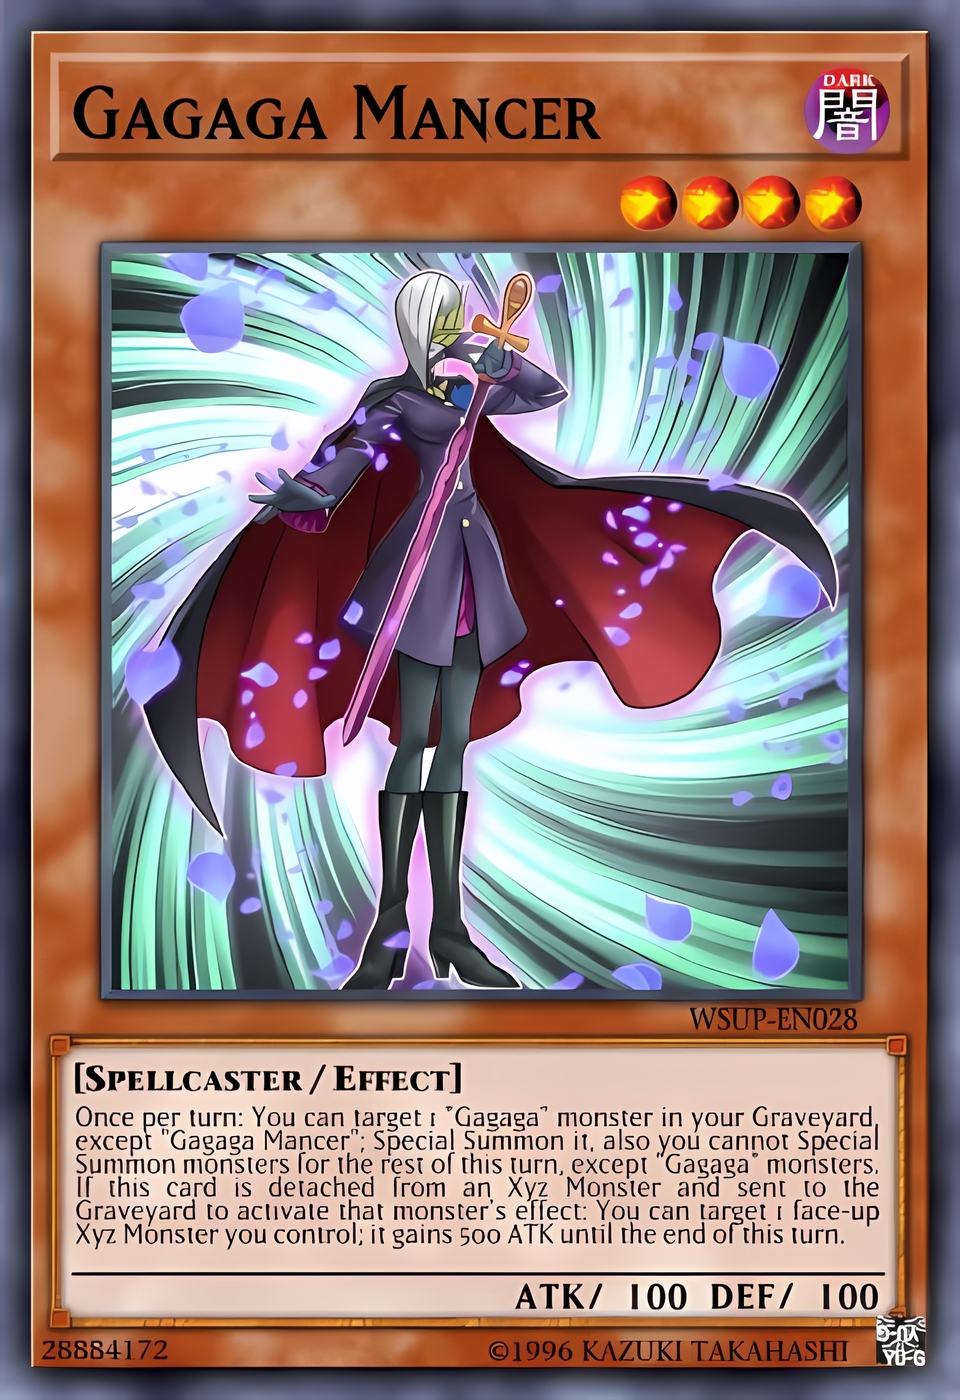 GAGAGA MANCER
DARK
闇
WSUP-EN028
[SPELLCASTER / EFFECT]
Once per turn: You can target 1 "Gagaga" monster in your Graveyard,
except "Gagaga Mancer"; Special Summon it, also you cannot Special
Summon monsters for the rest of this turn, except "Gagaga" monsters.
If this card is detached from an Xyz Monster and sent to the
Graveyard to activate that monster's effect: You can target 1 face-up
Xyz Monster you control; it gains 500 ATK until the end of this turn.
ATK/ 100 DEF/ 100
28884172
©1996 KAZUKI TAKAHASHI